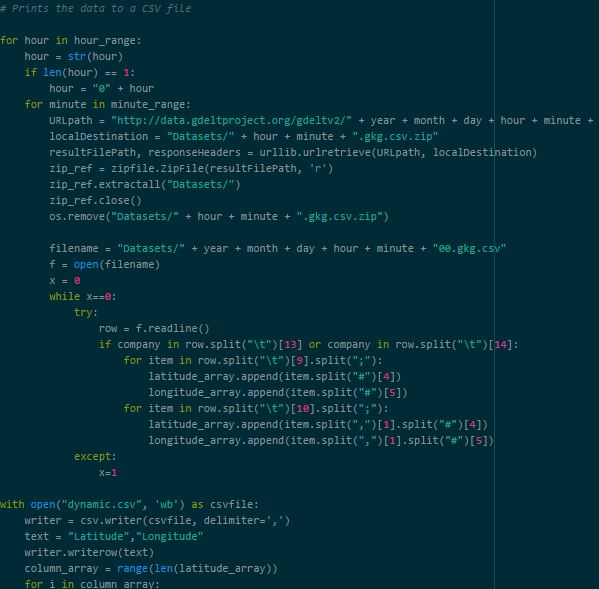 # Prints the data to a CSV file
for hour in hour_range:
    hour = str(hour)
    if len(hour) == 1:
        hour = "0" + hour
    for minute in minute_range:
        URLpath = "http://data.gdeltproject.org/gdeltv2/" + year + month + day + hour + minute +
        localDestination = "Datasets/" + hour + minute + ".gkg.csv.zip"
        resultFilePath, responseHeaders = urllib.urlretrieve(URLpath, localDestination)
        zip_ref = zipfile.ZipFile(resultFilePath, 'r')
        zip_ref.extractall("Datasets/")
        zip_ref.close()
        os.remove("Datasets/" + hour + minute + ".gkg.csv.zip")
        filename = "Datasets/" + year + month + day + hour + minute + "00.gkg.csv"
        f = open(filename)
        x = 0
        while x==0:
            try:
                row = f.readline()
                if company in row.split("\t")[13] or company in row.split("\t")[14]:
                    for item in row.split("\t")[9].split(";"):
                        latitude_array.append(item.split("#")[4])
                        longitude_array.append(item.split("#")[5])
                    for item in row.split("\t")[10].split(";"):
                        latitude_array.append(item.split(",")[1].split("#")[4])
                        longitude_array.append(item.split(",")[1].split("#")[5])
            except:
                x=1
with open("dynamic.csv", 'wb') as csvfile:
    writer = csv.writer(csvfile, delimiter=',')
    text = "Latitude","Longitude"
    writer.writerow(text)
    column_array = range(len(latitude_array))
    for i in column_array: